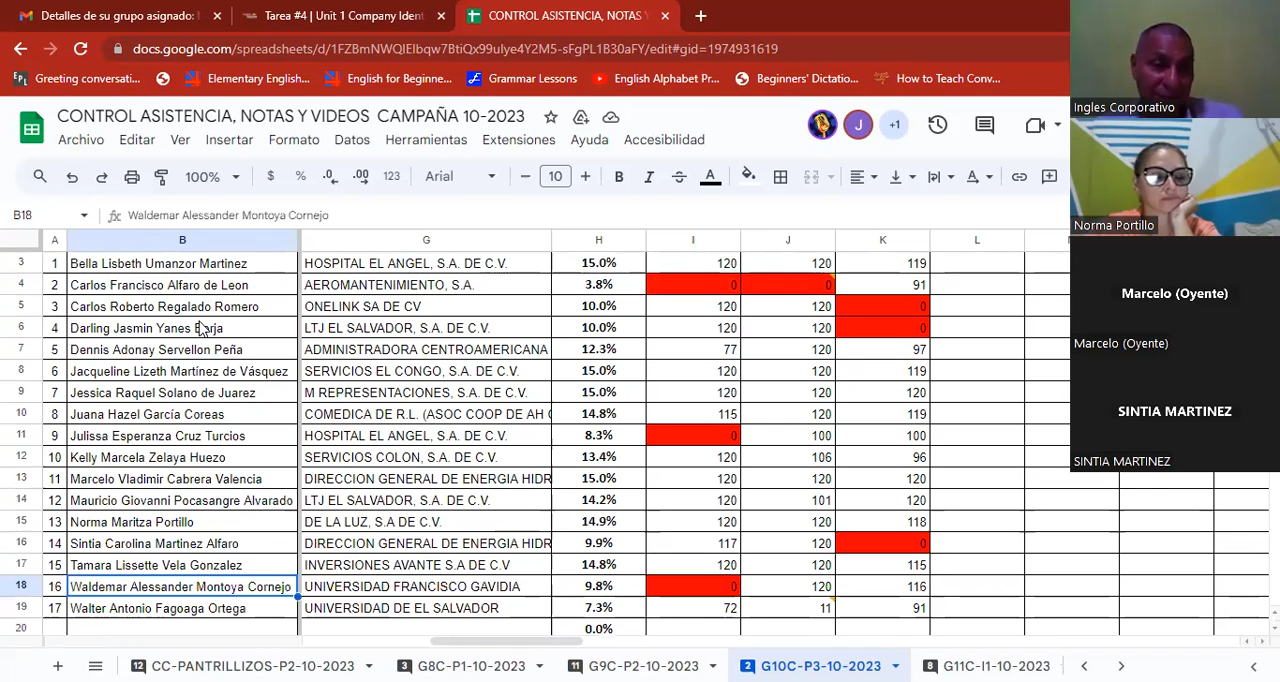 Detalles de su grupo asignado:
Tarea #4 | Unit 1 Company Ident
CONTROL ASISTENCIA, NOTAS Y
docs.google.com/spreadsheets/d/1FZBmNWQIEIbqw7BtiQx99ulye4Y2M5-sFgPL1B30aFY/edit#gid=1974931619
Greeting conversati...
Elementary English...
English for Beginne...
Grammar Lessons
English Alphabet Pr...
Beginners' Dictatio...
How to Teach Conv...
CONTROL ASISTENCIA, NOTAS Y VIDEOS CAMPAÑA 10-2023
J
+1
Archivo Editar Ver Insertar Formato Datos Herramientas Extensiones Ayuda Accesibilidad
100% $ % .0 .00 123 Arial − 10 + B I A
B18 fx Waldemar Alessander Montoya Cornejo
A B G H I J K L
3 1 Bella Lisbeth Umanzor Martinez HOSPITAL EL ANGEL, S.A. DE C.V. 15.0% 120 120 119
4 2 Carlos Francisco Alfaro de Leon AEROMANTENIMIENTO, S.A. 3.8% 0 0 91
5 3 Carlos Roberto Regalado Romero ONELINK SA DE CV 10.0% 120 120 0
6 4 Darling Jasmin Yanes LTJ EL SALVADOR, S.A. DE C.V. 10.0% 120 120 0
7 5 Dennis Adonay Servellon Peña ADMINISTRADORA CENTROAMERICANA 12.3% 77 120 97
8 6 Jacqueline Lizeth Martínez de Vásquez SERVICIOS EL CONGO, S.A. DE C.V. 15.0% 120 120 119
9 7 Jessica Raquel Solano de Juarez M REPRESENTACIONES, S.A. DE C.V. 15.0% 120 120 120
10 8 Juana Hazel García Coreas COMEDICA DE R.L. (ASOC COOP DE AH 14.8% 115 120 119
11 9 Julissa Esperanza Cruz Turcios HOSPITAL EL ANGEL, S.A. DE C.V. 8.3% 0 100 100
12 10 Kelly Marcela Zelaya Huezo SERVICIOS COLON, S.A. DE C.V. 13.4% 120 106 96
13 11 Marcelo Vladimir Cabrera Valencia DIRECCION GENERAL DE ENERGIA HIDR 15.0% 120 120 120
14 12 Mauricio Giovanni Pocasangre Alvarado LTJ EL SALVADOR, S.A. DE C.V. 14.2% 120 101 120
15 13 Norma Maritza Portillo DE LA LUZ, S.A DE C.V. 14.9% 120 120 118
16 14 Sintia Carolina Martinez Alfaro DIRECCION GENERAL DE ENERGIA HIDR 9.9% 117 120 0
17 15 Tamara Lissette Vela Gonzalez INVERSIONES AVANTE S.A DE C.V 14.8% 120 120 115
18 16 Waldemar Alessander Montoya Cornejo UNIVERSIDAD FRANCISCO GAVIDIA 9.8% 0 120 116
19 17 Walter Antonio Fagoaga Ortega UNIVERSIDAD DE EL SALVADOR 7.3% 72 11 91
20 0.0%
12 CC-PANTRILLIZOS-P2-10-2023 3 G8C-P1-10-2023 11 G9C-P2-10-2023 2 G10C-P3-10-2023 8 G11C-I1-10-2023
Ingles Corporativo
Norma Portillo
Marcelo (Oyente)
Marcelo (Oyente)
SINTIA MARTINEZ
SINTIA MARTINEZ